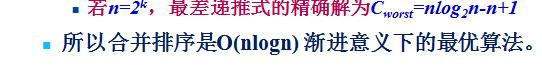 若n=2ᵏ，最差递推式的精确解为Cworst=nlog₂n-n+1
所以合并排序是O(nlogn) 渐进意义下的最优算法。